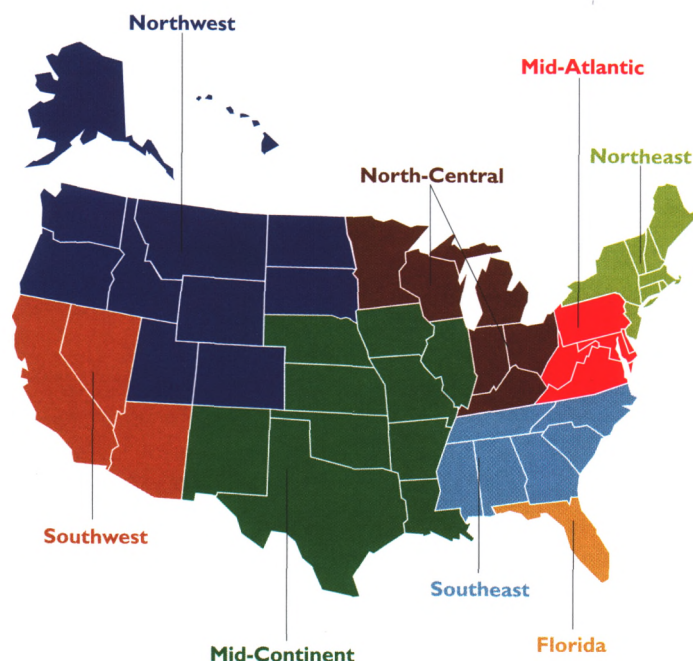 Northwest
Mid-Atlantic
Northeast
North-Central
Southwest
Southeast
Florida
Mid-Continent